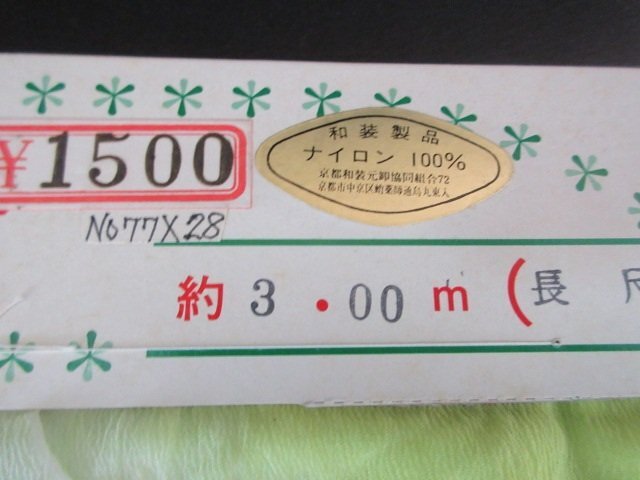 ¥1500
No77X28
和装製品
ナイロン 100%
京都和装元卸協同組合72
京都市中京区蛸薬師通烏丸東入
約 3.00 m (長尺